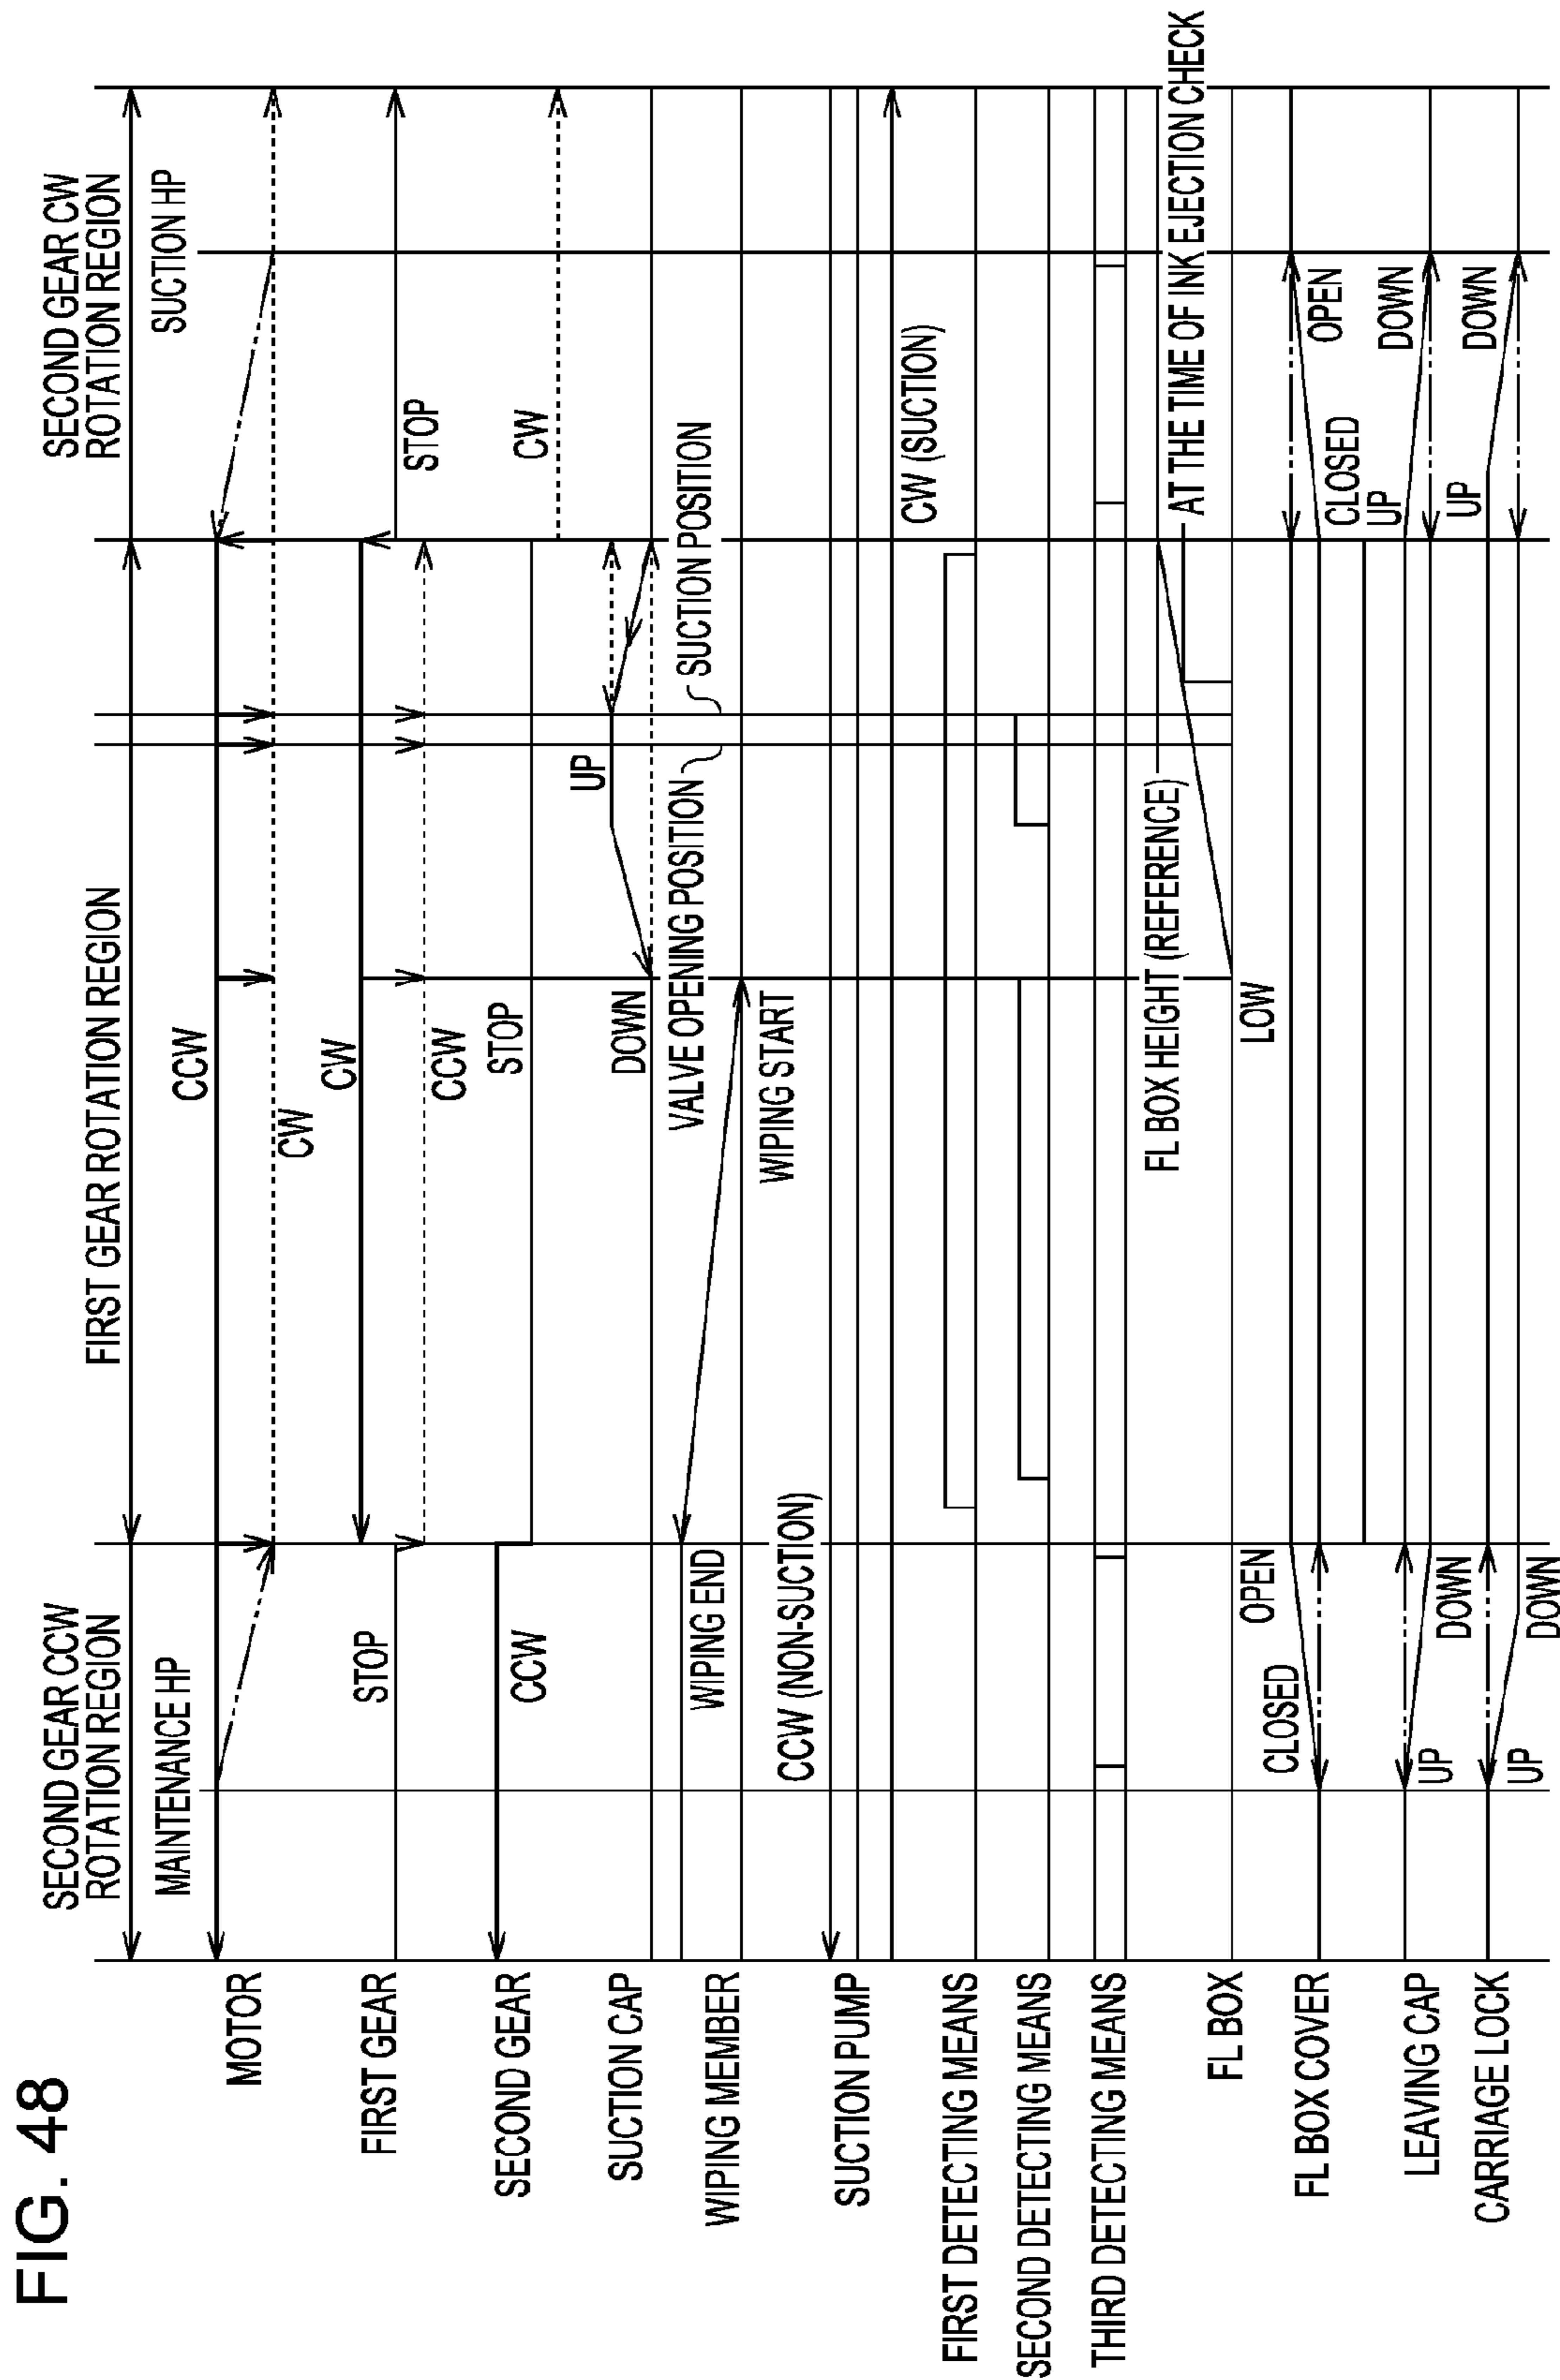 FIG. 48
SECOND GEAR CCW
ROTATION REGION
FIRST GEAR ROTATION REGION
SECOND GEAR CW
ROTATION REGION
MAINTENANCE HP
SUCTION HP
MOTOR
CCW
CW
FIRST GEAR
STOP
CW
CCW
STOP
SECOND GEAR
CCW
STOP
CW
SUCTION CAP
DOWN
UP
VALVE OPENING POSITION
SUCTION POSITION
WIPING MEMBER
WIPING END
WIPING START
SUCTION PUMP
CCW (NON-SUCTION)
CW (SUCTION)
FIRST DETECTING MEANS
SECOND DETECTING MEANS
THIRD DETECTING MEANS
FL BOX
FL BOX HEIGHT (REFERENCE)
AT THE TIME OF INK EJECTION CHECK
LOW
FL BOX COVER
CLOSED
OPEN
CLOSED
OPEN
LEAVING CAP
UP
DOWN
UP
DOWN
CARRIAGE LOCK
UP
DOWN
UP
DOWN